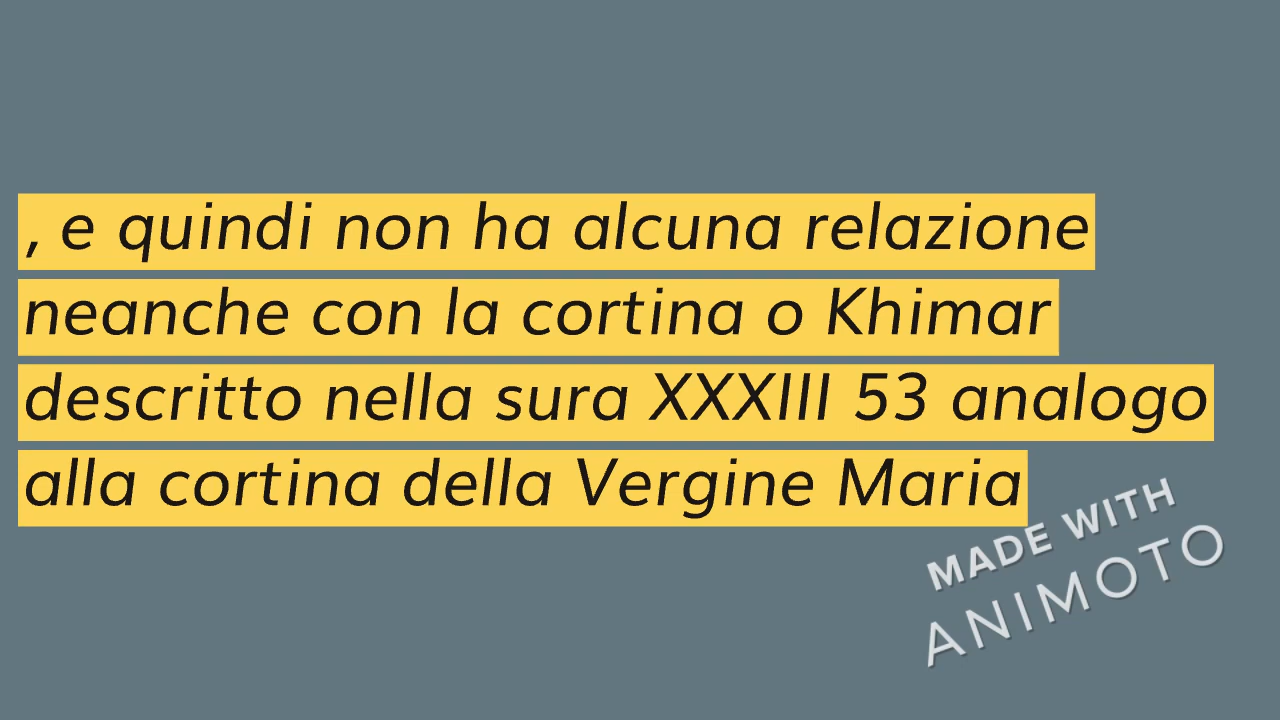 , e quindi non ha alcuna relazione
neanche con la cortina o Khimar
descritto nella sura XXXIII 53 analogo
alla cortina della Vergine Maria
MADE WITH
ANIMOTO